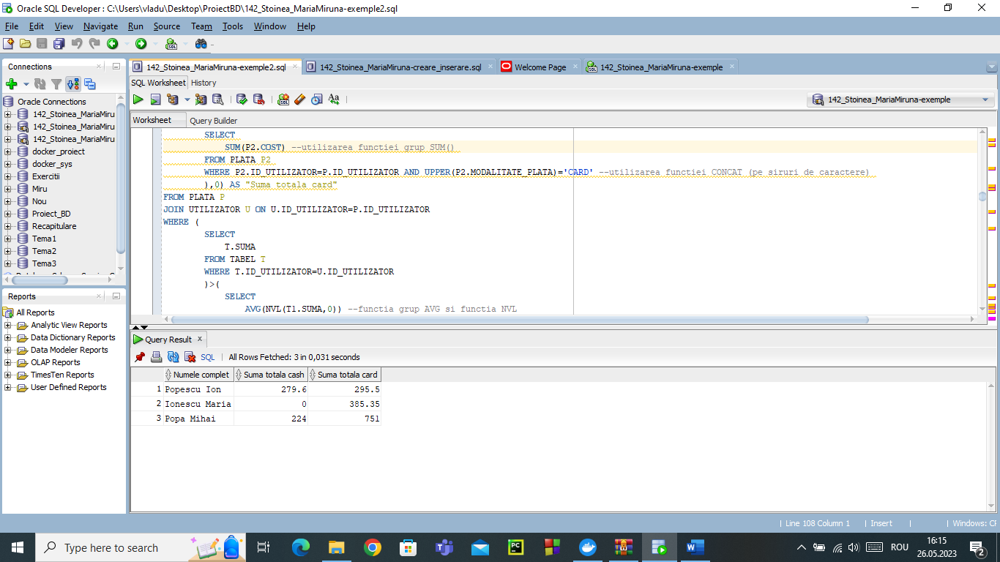 Oracle SQL Developer : C:\Users\vladu\Desktop\ProiectBD\142_Stoinea_MariaMiruna-exemple2.sql
File Edit View Navigate Run Source Team Tools Window Help
Connections
Oracle Connections
142_Stoinea_MariaMiru
142_Stoinea_MariaMiru
142_Stoinea_MariaMiru
docker_proiect
docker_sys
Exercitii
Miru
Nou
Proiect_BD
Recapitulare
Tema1
Tema2
Tema3
Reports
All Reports
Analytic View Reports
Data Dictionary Reports
Data Modeler Reports
OLAP Reports
TimesTen Reports
User Defined Reports
142_Stoinea_MariaMiruna-exemple2.sql 142_Stoinea_MariaMiruna-creare_inserare.sql Welcome Page 142_Stoinea_MariaMiruna-exemple
SQL Worksheet History
Aa
142_Stoinea_MariaMiruna-exemple
Worksheet Query Builder
SELECT
SUM(P2.COST) --utilizarea functiei grup SUM()
FROM PLATA P2
WHERE P2.ID_UTILIZATOR=P.ID_UTILIZATOR AND UPPER(P2.MODALITATE_PLATA)='CARD' --utilizarea functiei CONCAT (pe siruri de caractere)
),0) AS "Suma totala card"
FROM PLATA P
JOIN UTILIZATOR U ON U.ID_UTILIZATOR=P.ID_UTILIZATOR
WHERE (
SELECT
T.SUMA
FROM TABEL T
WHERE T.ID_UTILIZATOR=U.ID_UTILIZATOR
)>(
SELECT
AVG(NVL(T1.SUMA,0)) --functia grup AVG si functia NVL
Query Result
SQL | All Rows Fetched: 3 in 0,031 seconds
Numele complet Suma totala cash Suma totala card
1 Popescu Ion 279.6 295.5
2 Ionescu Maria 0 385.35
3 Popa Mihai 224 751
Line 108 Column 1 | Insert | Windows: CF
Type here to search
ROU
16:15
26.05.2023
2